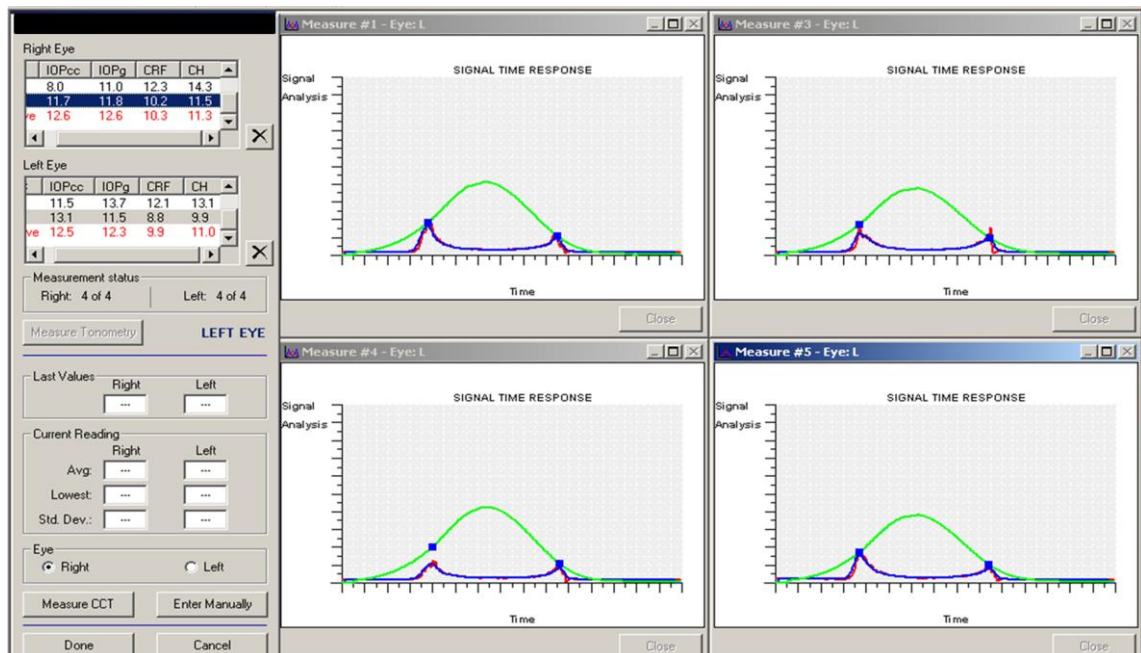 Right Eye
IOPcc IOPg CRF CH
8.0 11.0 12.3 14.3
11.7 11.8 10.2 11.5
ve 12.6 12.6 10.3 11.3
Left Eye
IOPcc IOPg CRF CH
11.5 13.7 12.1 13.1
13.1 11.5 8.8 9.9
ve 12.5 12.3 9.9 11.0
Measurement status
Right: 4 of 4 Left: 4 of 4
Measure Tonometry LEFT EYE
Last Values
Right Left
--- ---
Current Reading
Right Left
Avg: --- ---
Lowest: --- ---
Std. Dev.: --- ---
Eye
Right Left
Measure CCT Enter Manually
Done Cancel
Measure #1 - Eye: L
SIGNAL TIME RESPONSE
Signal
Analysis
Time
Close
Measure #3 - Eye: L
SIGNAL TIME RESPONSE
Signal
Analysis
Time
Close
Measure #4 - Eye: L
SIGNAL TIME RESPONSE
Signal
Analysis
Time
Close
Measure #5 - Eye: L
SIGNAL TIME RESPONSE
Signal
Analysis
Time
Close